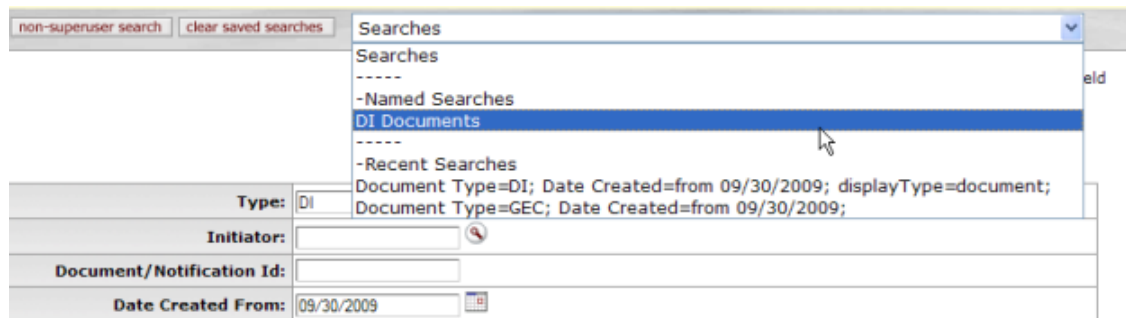 non-superuser search clear saved searches Searches
Searches
-----
-Named Searches
DI Documents
-----
-Recent Searches
Document Type=DI; Date Created=from 09/30/2009; displayType=document;
Document Type=GEC; Date Created=from 09/30/2009;
eld
Type: DI
Initiator:
Document/Notification Id:
Date Created From: 09/30/2009